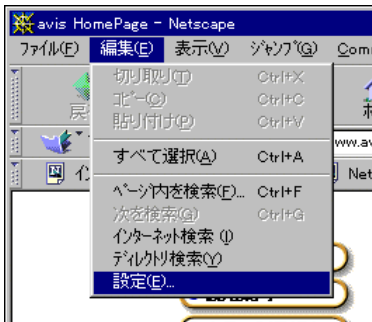 avis HomePage - Netscape
ファイル(F) 編集(E) 表示(V) ジャンプ(G) Com
切り取り(T) Ctrl+X
コピー(C) Ctrl+C
貼り付け(P) Ctrl+V
すべて選択(A) Ctrl+A
ページ内を検索(F)... Ctrl+F
次を検索(G) Ctrl+G
インターネット検索(I)
ディレクトリ検索(Y)
設定(E)...
戻
ww.av
Net